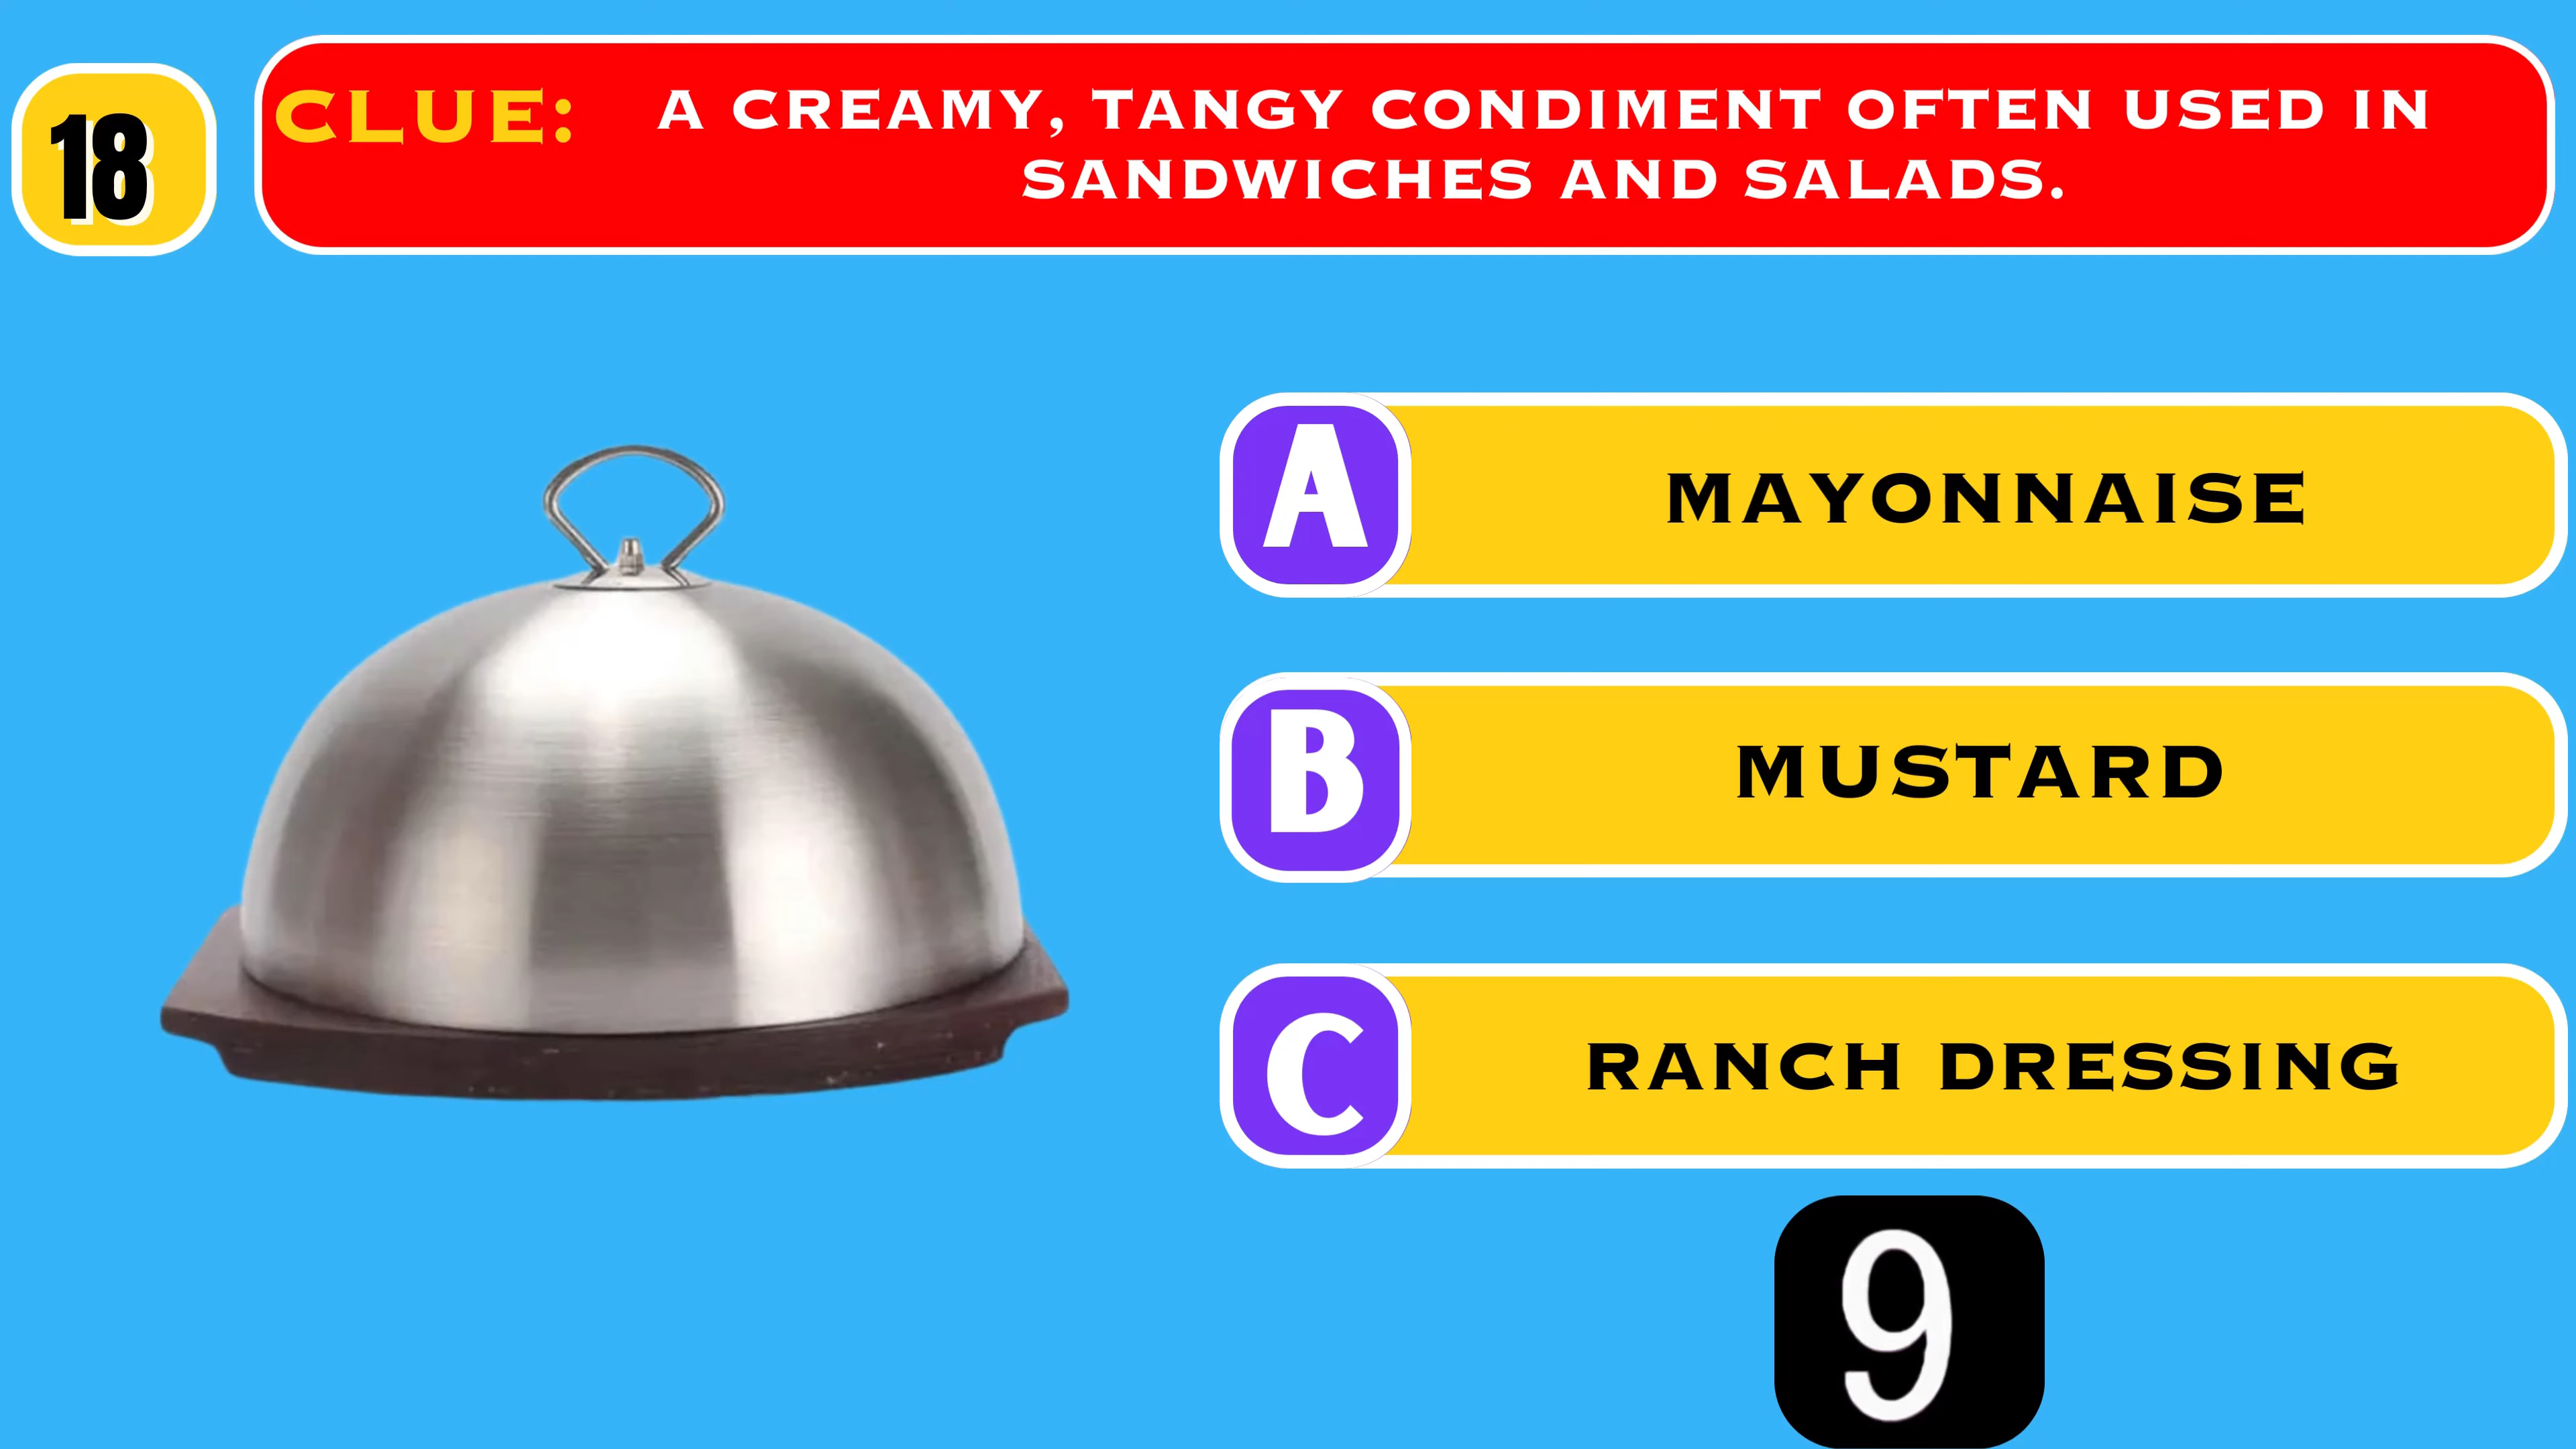 18
CLUE: A CREAMY, TANGY CONDIMENT OFTEN USED IN
SANDWICHES AND SALADS.
A MAYONNAISE
B MUSTARD
C RANCH DRESSING
9